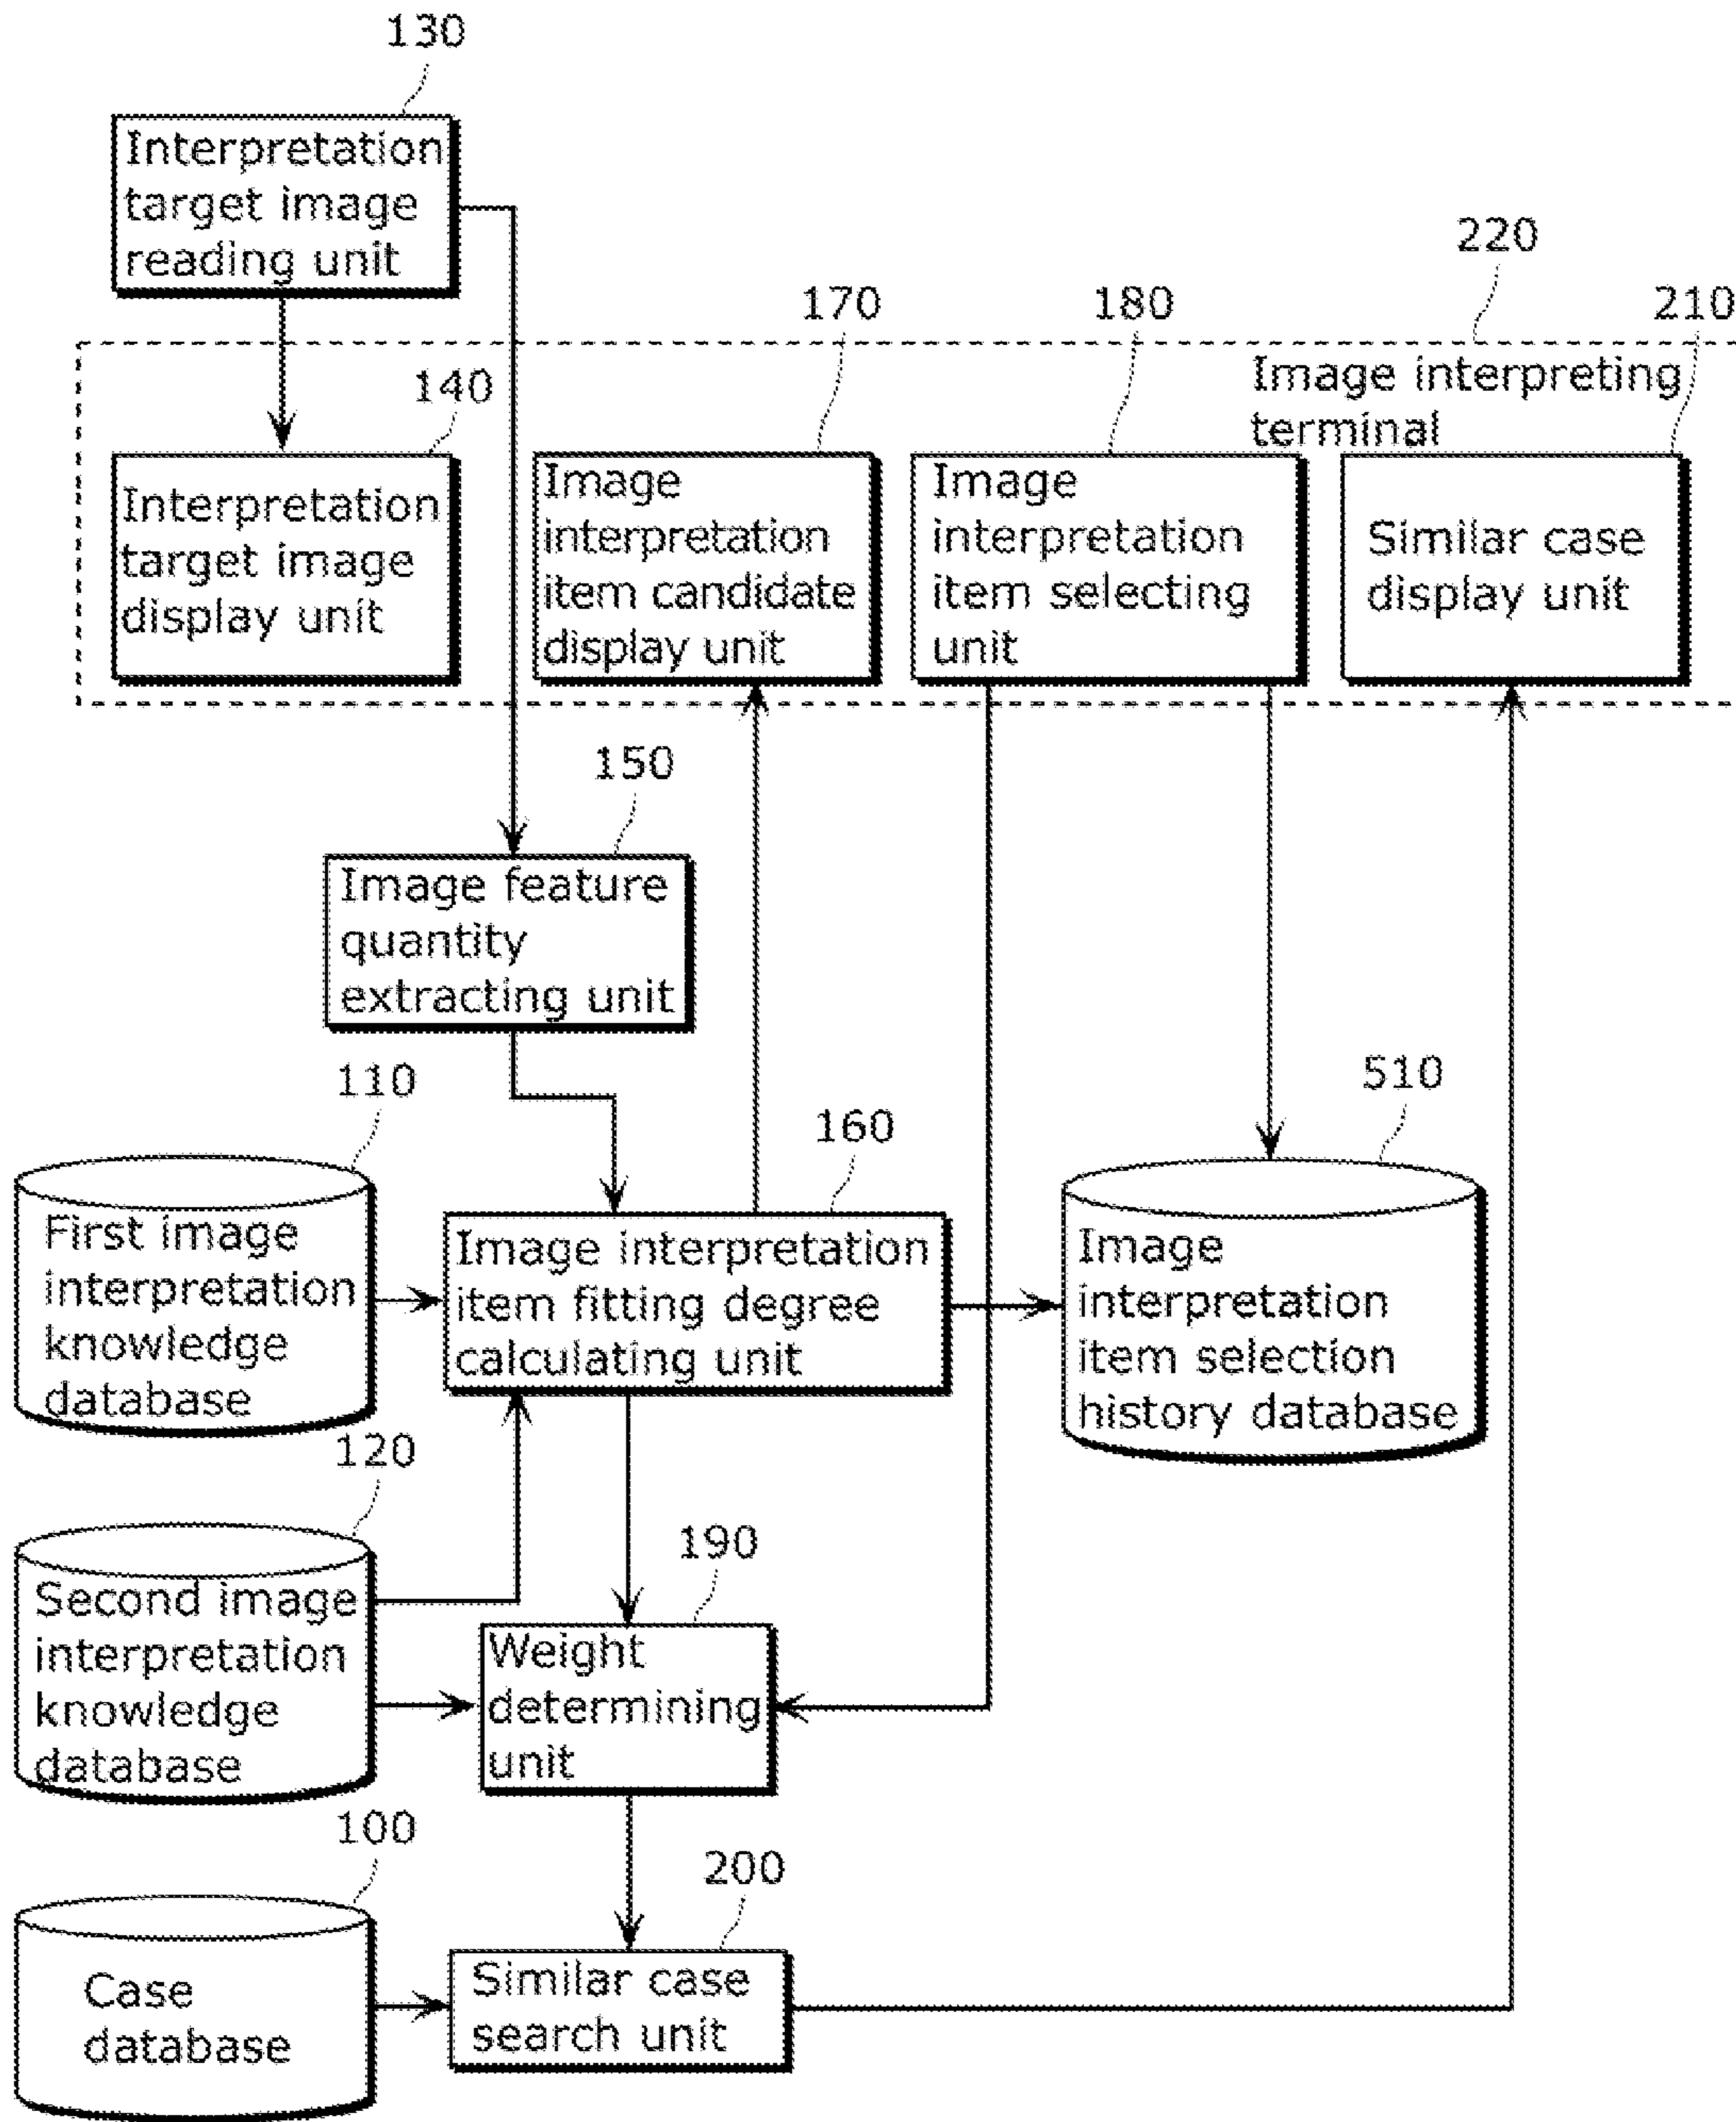 130
Interpretation
target image
reading unit
220
170
180
210
Image interpreting
terminal
140
Interpretation
target image
display unit
Image
interpretation
item candidate
display unit
Image
interpretation
item selecting
unit
Similar case
display unit
150
Image feature
quantity
extracting unit
110
First image
interpretation
knowledge
database
160
Image interpretation
item fitting degree
calculating unit
510
Image
interpretation
item selection
history database
120
Second image
interpretation
knowledge
database
190
Weight
determining
unit
100
Case
database
200
Similar case
search unit